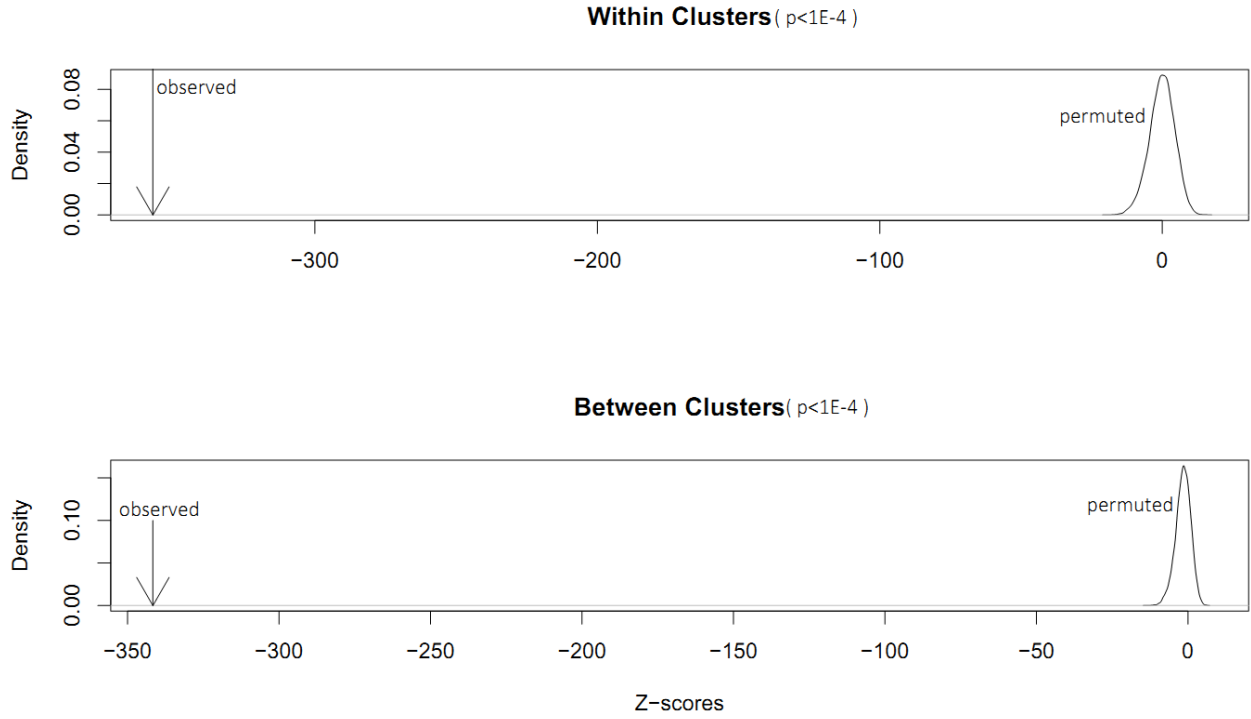 Within Clusters ( p<1E-4 )
Density
0.00 0.04 0.08
observed
permuted
−300 −200 −100 0
Between Clusters ( p<1E-4 )
Density
0.00 0.10
observed
permuted
−350 −300 −250 −200 −150 −100 −50 0
Z−scores